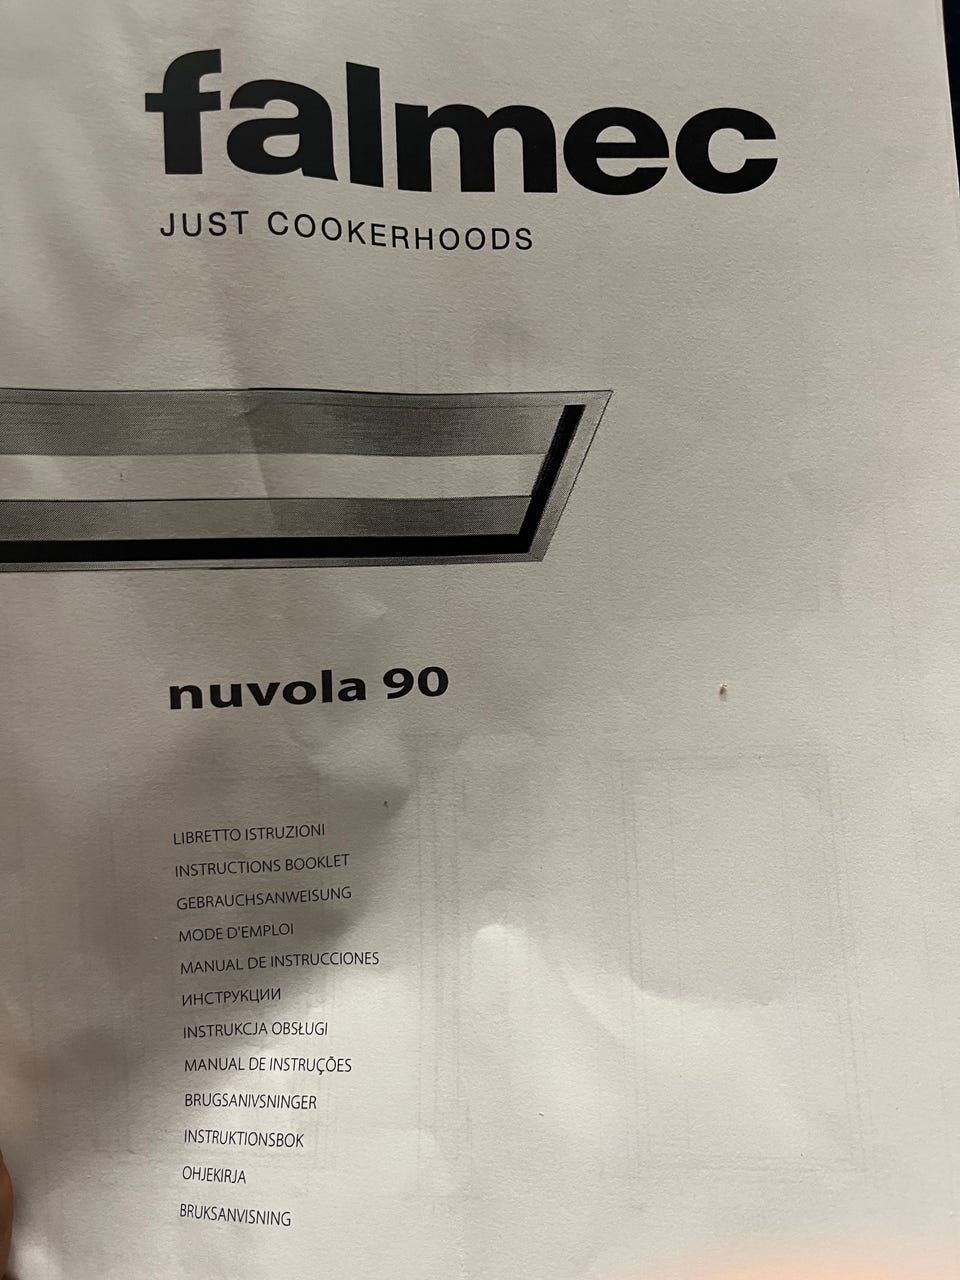 falmec
JUST COOKERHOODS
nuvola 90
LIBRETTO ISTRUZIONI
INSTRUCTIONS BOOKLET
GEBRAUCHSANWEISUNG
MODE D'EMPLOI
MANUAL DE INSTRUCCIONES
ИНСТРУКЦИИ
INSTRUKCJA OBSŁUGI
MANUAL DE INSTRUÇÕES
BRUGSANIVSNINGER
INSTRUKTIONSBOK
OHJEKIRJA
BRUKSANVISNING